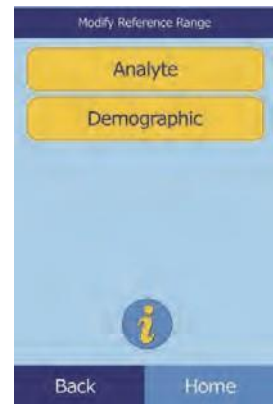 Modify Reference Range
Analyte
Demographic
i
Back Home